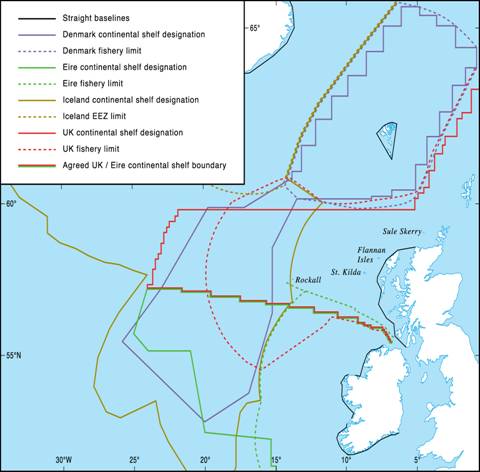 Straight baselines
Denmark continental shelf designation
Denmark fishery limit
Eire continental shelf designation
Eire fishery limit
Iceland continental shelf designation
Iceland EEZ limit
UK continental shelf designation
UK fishery limit
Agreed UK / Eire continental shelf boundary
65°
60°
Sule Skerry
Flannan
Isles
St. Kilda
Rockall
55°N
30°W
25°
20°
15°
10°
5°